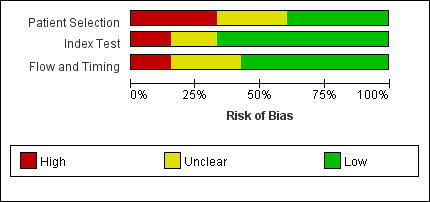 Patient Selection
Index Test
Flow and Timing
0% 25% 50% 75% 100%
Risk of Bias
High Unclear Low